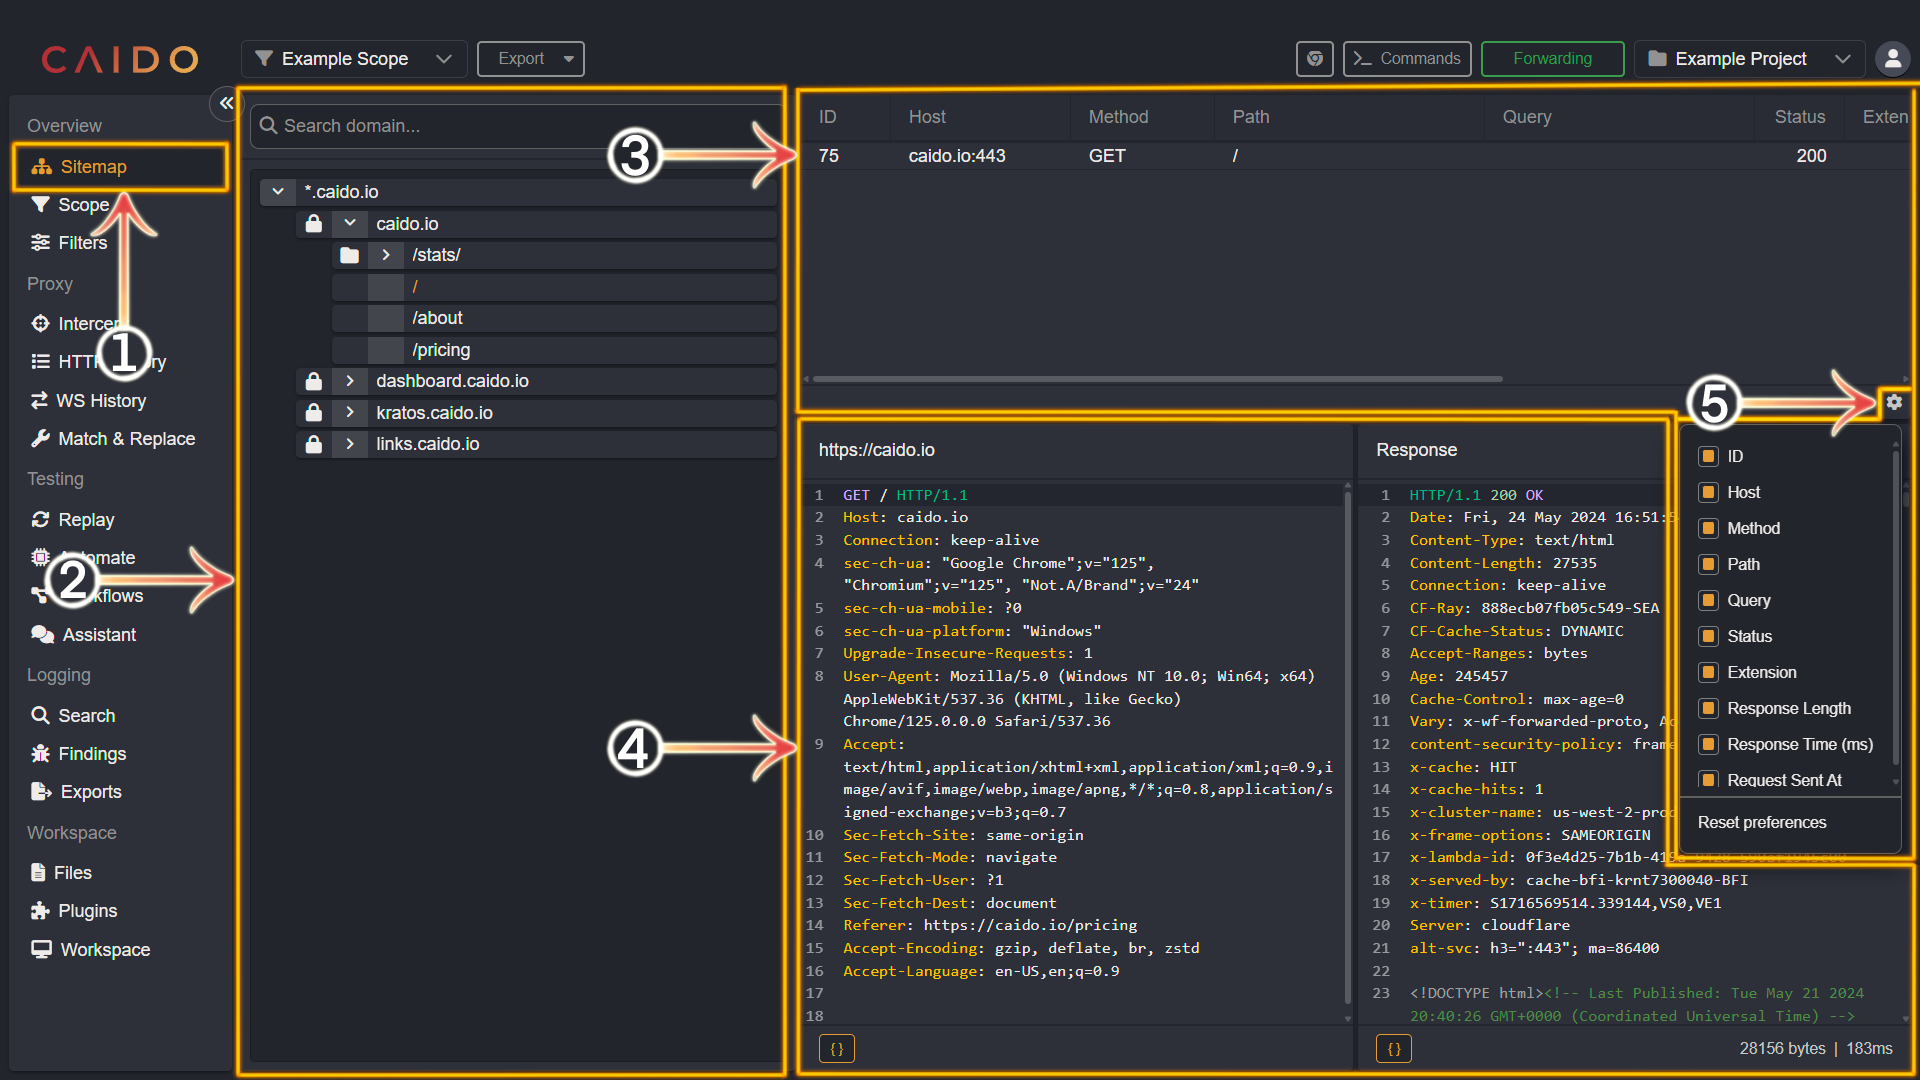 CAIDO
Example Scope
Export
Commands
Forwarding
Example Project
Overview
Sitemap
Scope
Filters
Proxy
HTT
WS History
Match & Replace
Testing
Replay
Assistant
Logging
Search
Findings
Exports
Workspace
Files
Plugins
Workspace
1
2
3
4
5
Search domain...
*.caido.io
caido.io
/stats/
/
/about
/pricing
dashboard.caido.io
kratos.caido.io
links.caido.io
ID Host Method Path Query Status Exten
75 caido.io:443 GET / 200
https://caido.io
1 GET / HTTP/1.1
2 Host: caido.io
3 Connection: keep-alive
4 sec-ch-ua: "Google Chrome";v="125",
"Chromium";v="125", "Not.A/Brand";v="24"
5 sec-ch-ua-mobile: ?0
6 sec-ch-ua-platform: "Windows"
7 Upgrade-Insecure-Requests: 1
8 User-Agent: Mozilla/5.0 (Windows NT 10.0; Win64; x64)
AppleWebKit/537.36 (KHTML, like Gecko)
Chrome/125.0.0.0 Safari/537.36
9 Accept:
text/html,application/xhtml+xml,application/xml;q=0.9,i
mage/avif,image/webp,image/apng,*/*;q=0.8,application/s
igned-exchange;v=b3;q=0.7
10 Sec-Fetch-Site: same-origin
11 Sec-Fetch-Mode: navigate
12 Sec-Fetch-User: ?1
13 Sec-Fetch-Dest: document
14 Referer: https://caido.io/pricing
15 Accept-Encoding: gzip, deflate, br, zstd
16 Accept-Language: en-US,en;q=0.9
17
18
{}
Response
1 HTTP/1.1 200 OK
2 Date: Fri, 24 May 2024 16:51:5
3 Content-Type: text/html
4 Content-Length: 27535
5 Connection: keep-alive
6 CF-Ray: 888ecb07fb05c549-SEA
7 CF-Cache-Status: DYNAMIC
8 Accept-Ranges: bytes
9 Age: 245457
10 Cache-Control: max-age=0
11 Vary: x-wf-forwarded-proto, Ac
12 content-security-policy: frame
13 x-cache: HIT
14 x-cache-hits: 1
15 x-cluster-name: us-west-2-prod
16 x-frame-options: SAMEORIGIN
17 x-lambda-id: 0f3e4d25-7b1b-419a
18 x-served-by: cache-bfi-krnt7300040-BFI
19 x-timer: S1716569514.339144,VS0,VE1
20 Server: cloudflare
21 alt-svc: h3=":443"; ma=86400
22
23 <!DOCTYPE html><!-- Last Published: Tue May 21 2024
20:40:26 GMT+0000 (Coordinated Universal Time) -->
{}
28156 bytes | 183ms
ID
Host
Method
Path
Query
Status
Extension
Response Length
Response Time (ms)
Request Sent At
Reset preferences